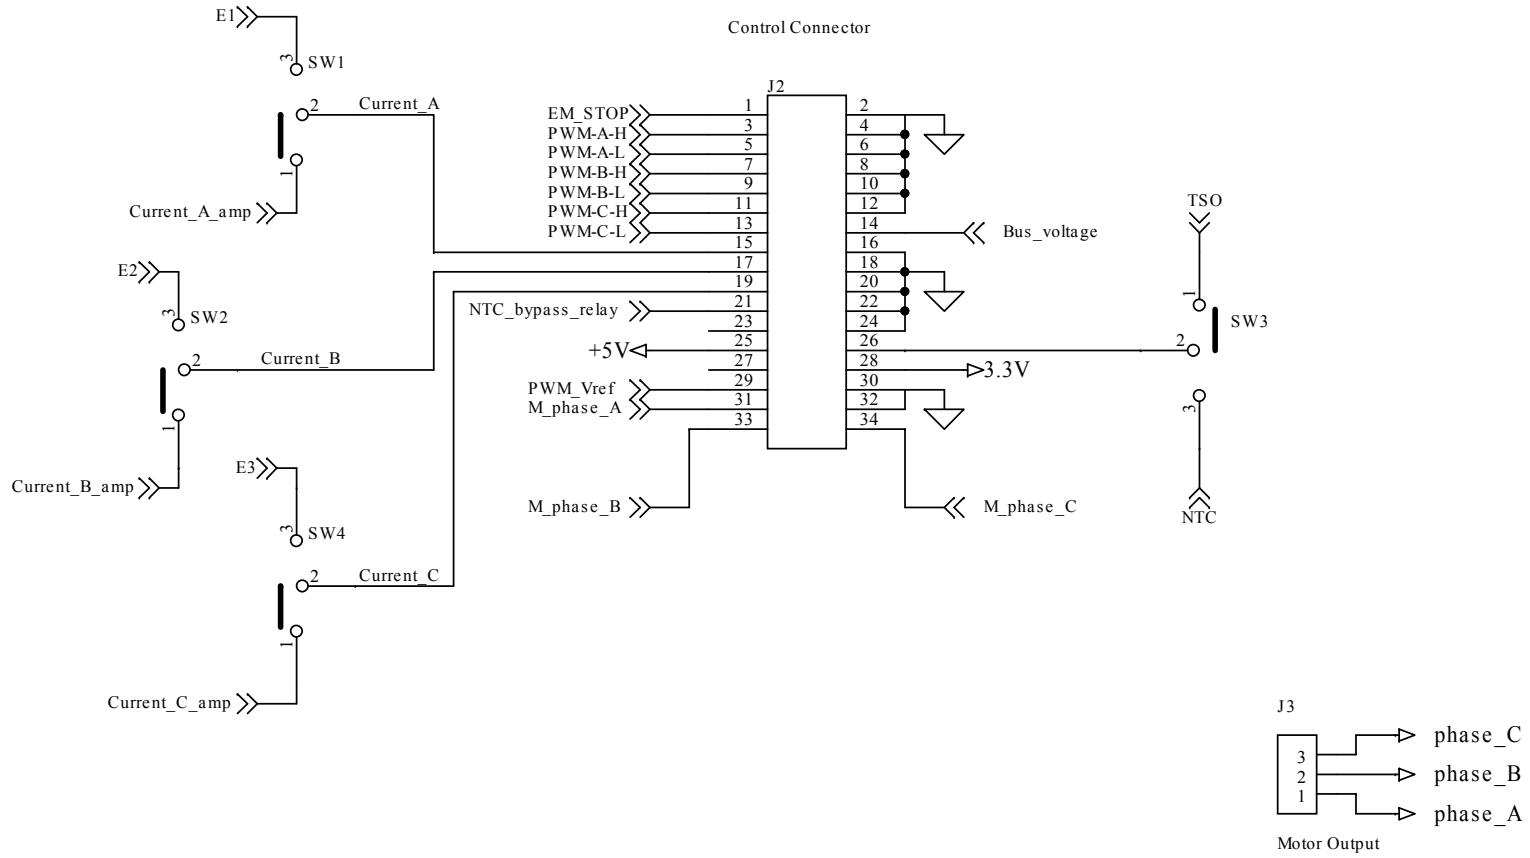 E1
Control Connector
3
SW1
J2
2
Current_A
1
Current_A_amp
EM_STOP 1 2
PWM-A-H 3 4
PWM-A-L 5 6
PWM-B-H 7 8
PWM-B-L 9 10
PWM-C-H 11 12
PWM-C-L 13 14 Bus_voltage
15 16
17 18
19 20
NTC_bypass_relay 21 22
23 24
+5V 25 26
27 28 3.3V
PWM_Vref 29 30
M_phase_A 31 32
33 34
M_phase_B
M_phase_C
TSO
1
SW3
2
3
NTC
E2
3
SW2
2
Current_B
1
Current_B_amp
E3
3
SW4
2
Current_C
1
Current_C_amp
J3
3 phase_C
2 phase_B
1 phase_A
Motor Output